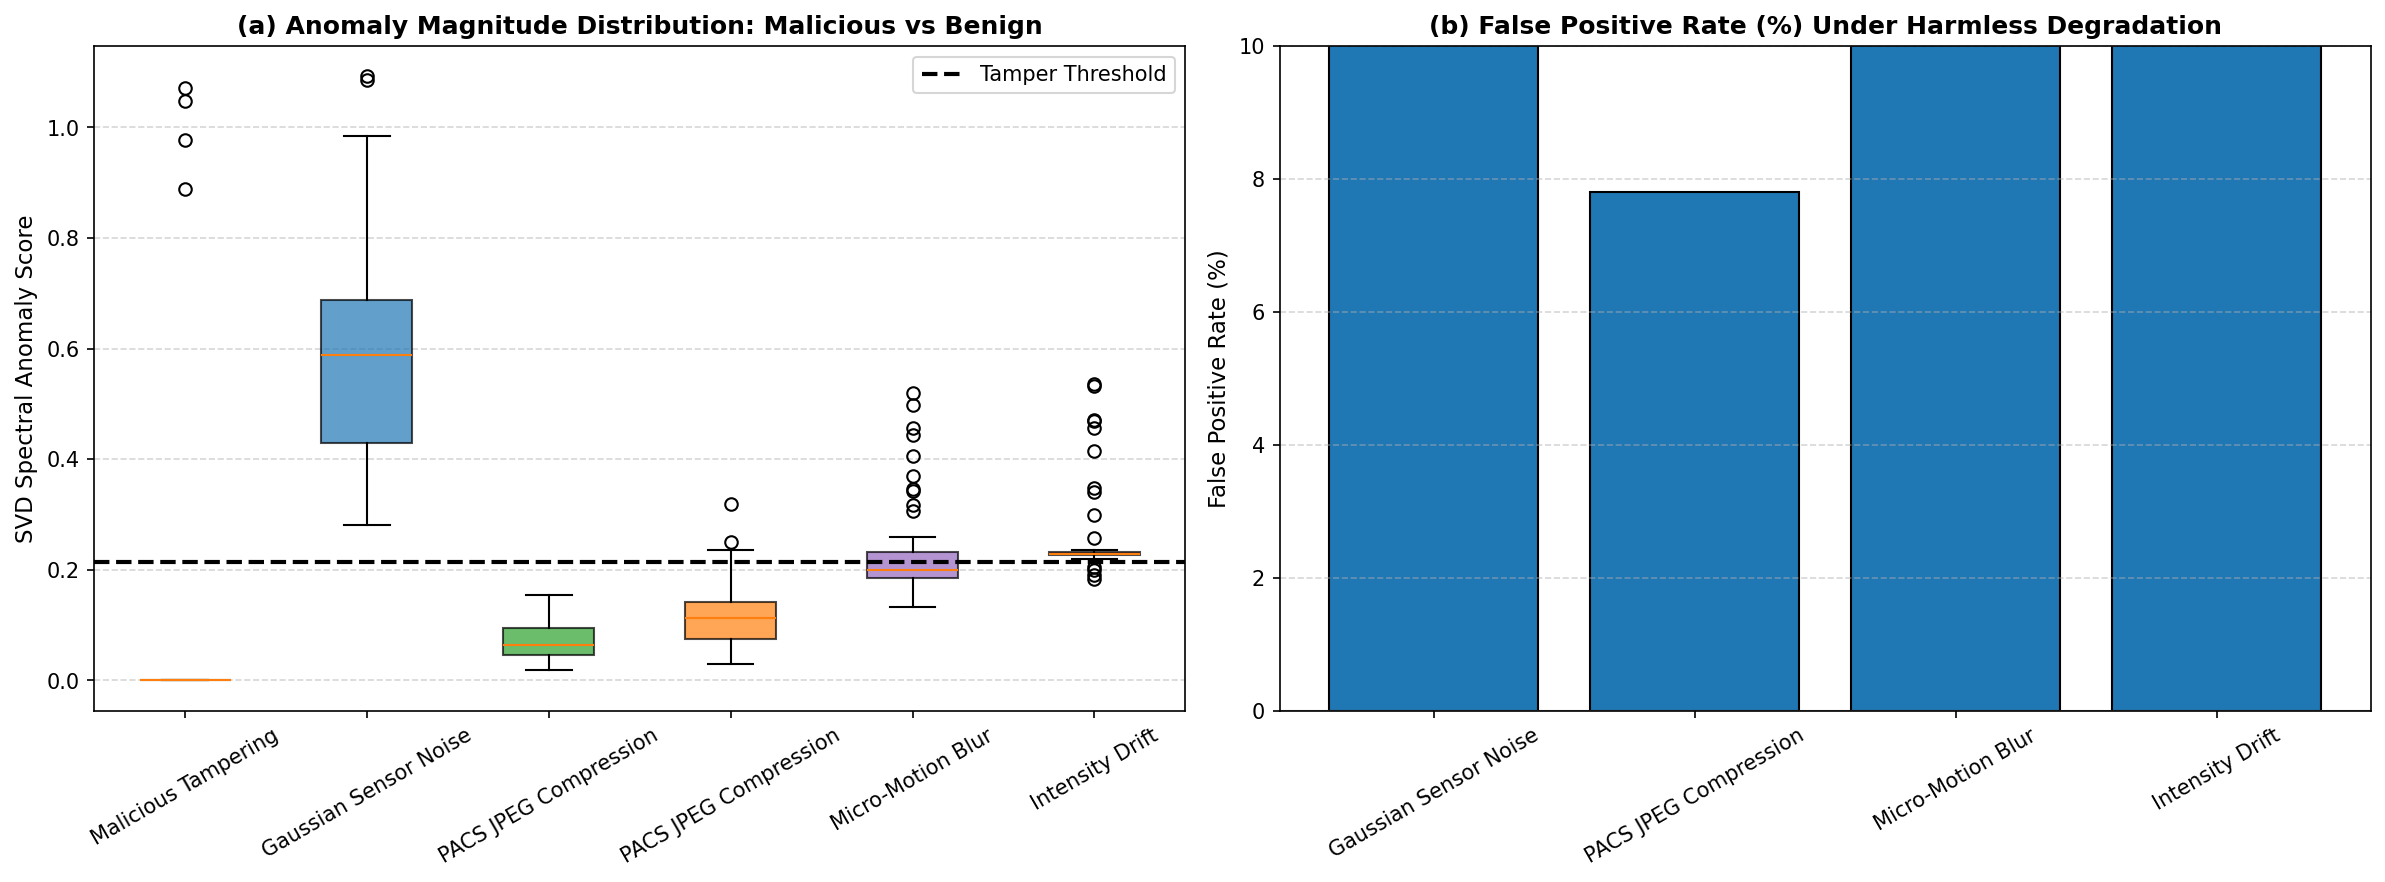 (a) Anomaly Magnitude Distribution: Malicious vs Benign
SVD Spectral Anomaly Score
1.0
0.8
0.6
0.4
0.2
0.0
Tamper Threshold
Malicious Tampering
Gaussian Sensor Noise
PACS JPEG Compression
PACS JPEG Compression
Micro-Motion Blur
Intensity Drift
(b) False Positive Rate (%) Under Harmless Degradation
False Positive Rate (%)
10
8
6
4
2
0
Gaussian Sensor Noise
PACS JPEG Compression
Micro-Motion Blur
Intensity Drift